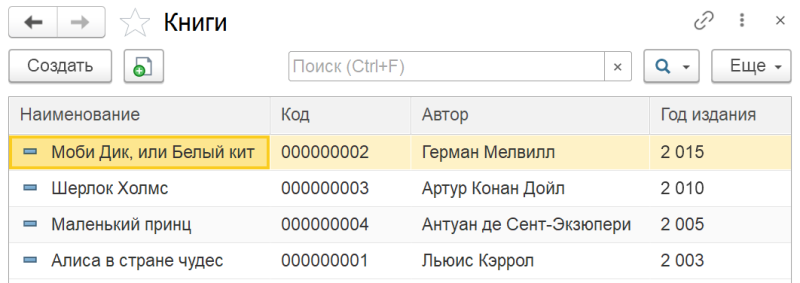 Книги
Создать Поиск (Ctrl+F) × Еще
Наименование Код Автор Год издания
Моби Дик, или Белый кит 000000002 Герман Мелвилл 2 015
Шерлок Холмс 000000003 Артур Конан Дойл 2 010
Маленький принц 000000004 Антуан де Сент-Экзюпери 2 005
Алиса в стране чудес 000000001 Льюис Кэррол 2 003